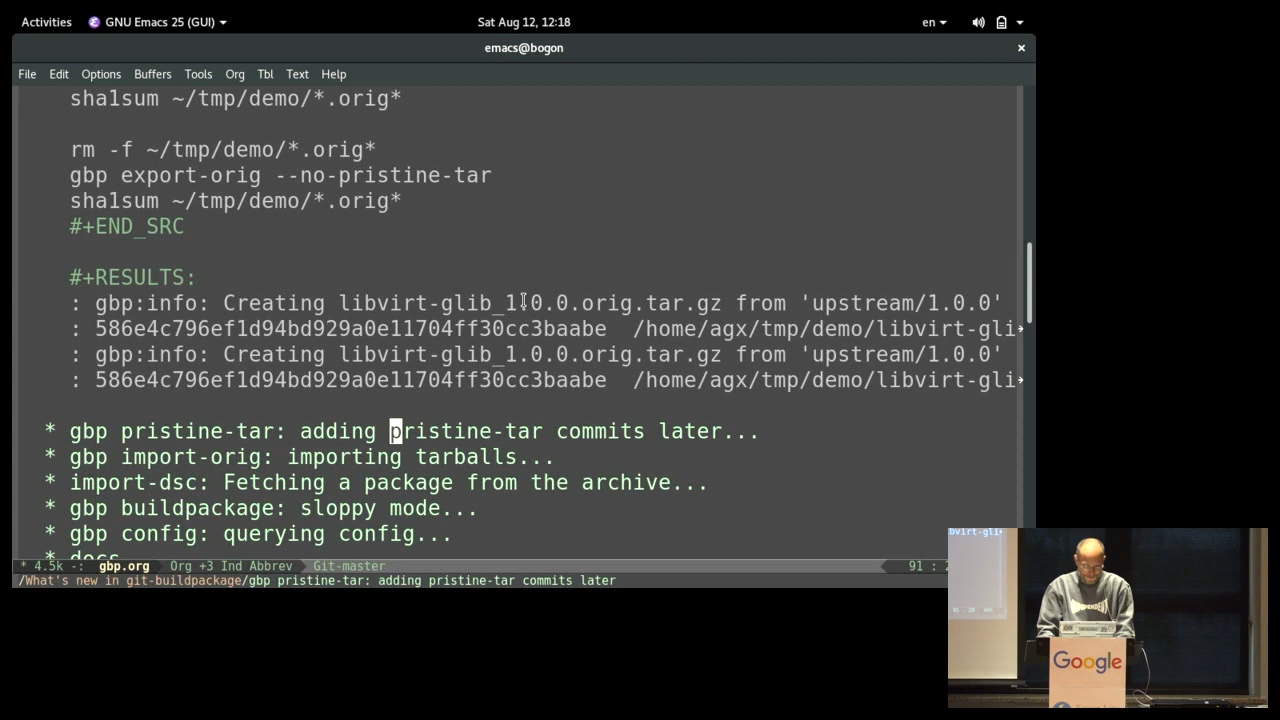 Activities GNU Emacs 25 (GUI) Sat Aug 12, 12:18 en
emacs@bogon
File Edit Options Buffers Tools Org Tbl Text Help
sha1sum ~/tmp/demo/*.orig*
rm -f ~/tmp/demo/*.orig*
gbp export-orig --no-pristine-tar
sha1sum ~/tmp/demo/*.orig*
#+END_SRC
#+RESULTS:
: gbp:info: Creating libvirt-glib_1.0.0.orig.tar.gz from 'upstream/1.0.0'
: 586e4c796ef1d94bd929a0e11704ff30cc3baabe /home/agx/tmp/demo/libvirt-gli
: gbp:info: Creating libvirt-glib_1.0.0.orig.tar.gz from 'upstream/1.0.0'
: 586e4c796ef1d94bd929a0e11704ff30cc3baabe /home/agx/tmp/demo/libvirt-gli
* gbp pristine-tar: adding pristine-tar commits later...
* gbp import-orig: importing tarballs...
* import-dsc: Fetching a package from the archive...
* gbp buildpackage: sloppy mode...
* gbp config: querying config...
* docs
* 4.5k -: gbp.org Org +3 Ind Abbrev Git-master 91 :
/What's new in git-buildpackage/gbp pristine-tar: adding pristine-tar commits later
bvirt-gli
Google